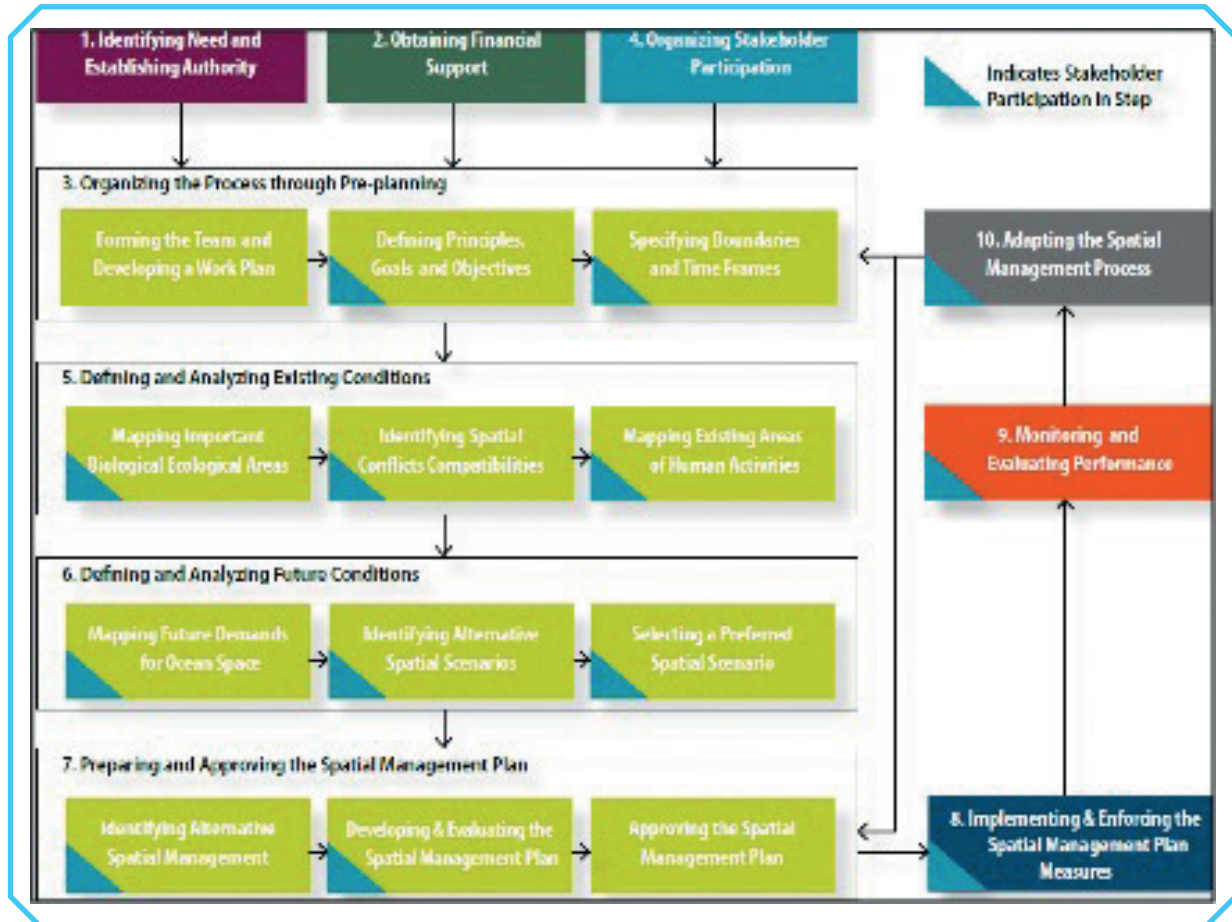 1. Identifying Need and
Establishing Authority
2. Obtaining Financial
Support
4. Organizing Stakeholder
Participation
Indicates Stakeholder
Participation in Step
3. Organizing the Process through Pre-planning
Forming the Team and
Developing a Work Plan
Defining Principles,
Goals and Objectives
Specifying Boundaries
and Time Frames
10. Adapting the Spatial
Management Process
5. Defining and Analyzing Existing Conditions
Mapping Important
Biological Ecological Areas
Identifying Spatial
Conflicts Compatibilities
Mapping Existing Areas
of Human Activities
9. Monitoring and
Evaluating Performance
6. Defining and Analyzing Future Conditions
Mapping Future Demands
for Ocean Space
Identifying Alternative
Spatial Scenarios
Selecting a Preferred
Spatial Scenario
7. Preparing and Approving the Spatial Management Plan
Identifying Alternative
Spatial Management
Developing & Evaluating the
Spatial Management Plan
Approving the Spatial
Management Plan
8. Implementing & Enforcing the
Spatial Management Plan
Measures